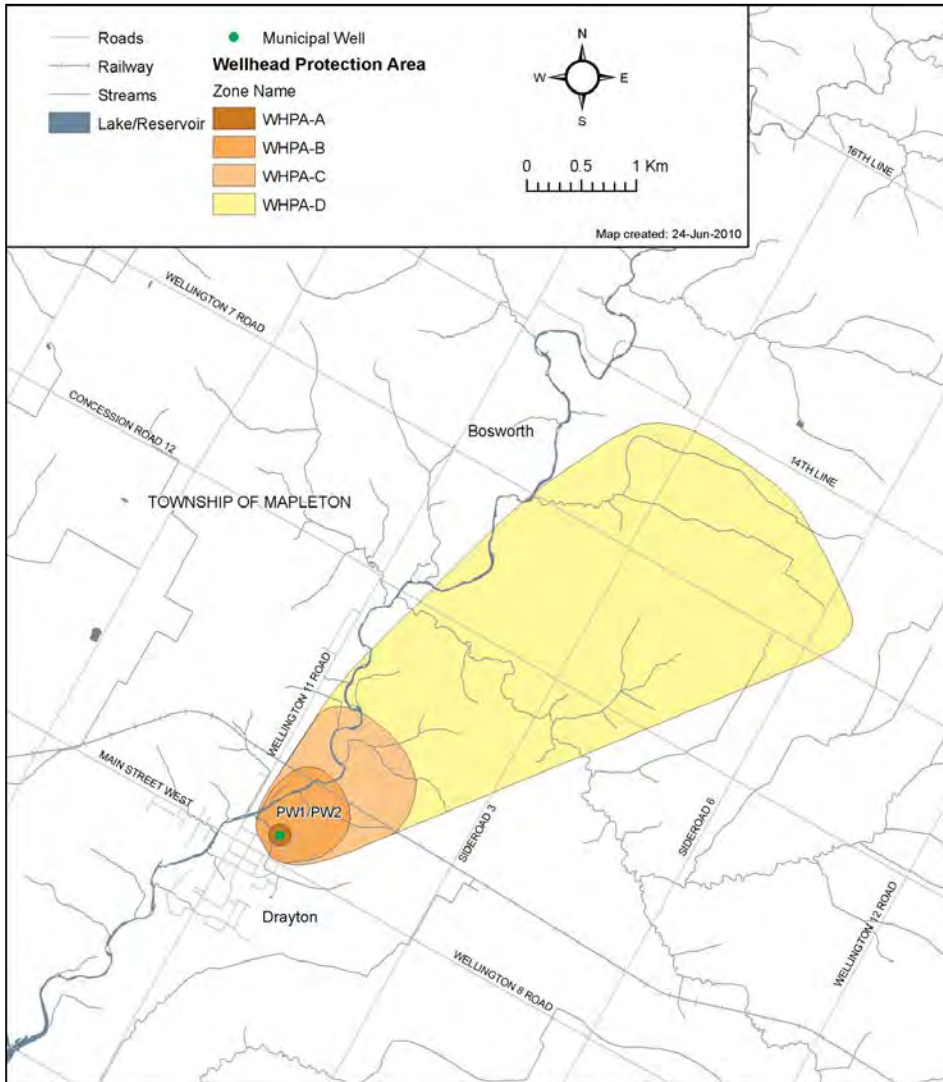 Roads
Railway
Streams
Lake/Reservoir
Municipal Well
Wellhead Protection Area
Zone Name
WHPA-A
WHPA-B
WHPA-C
WHPA-D
N
W E
S
0 0.5 1 Km
Map created: 24-Jun-2010
16TH LINE
WELLINGTON 7 ROAD
CONCESSION ROAD 12
Bosworth
14TH LINE
TOWNSHIP OF MAPLETON
WELLINGTON 11 ROAD
MAIN STREET WEST
PW1/PW2
SIDEROAD 3
SIDEROAD 6
Drayton
WELLINGTON 8 ROAD
WELLINGTON 12 ROAD